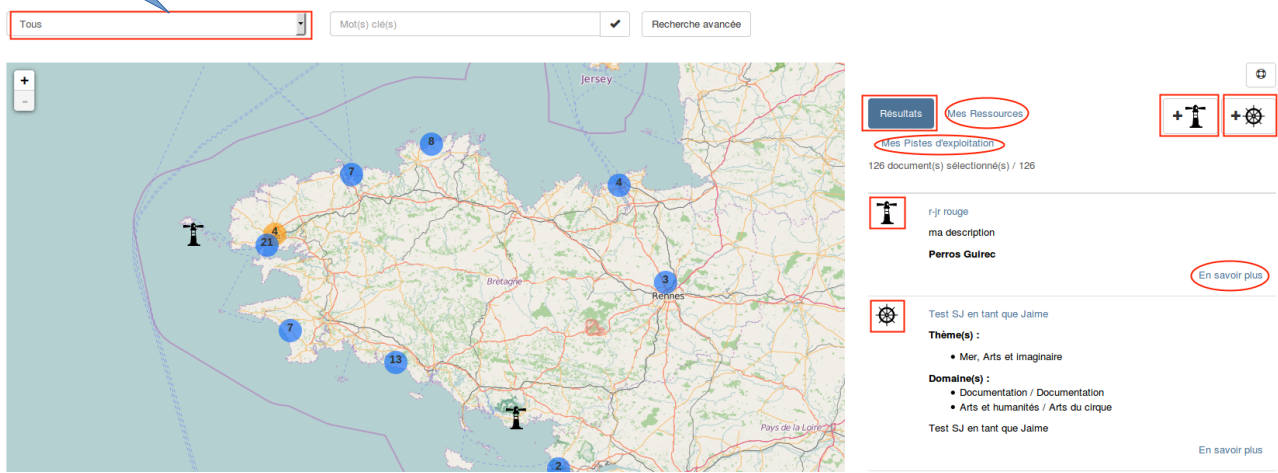 Tous
Mot(s) clé(s)
Recherche avancée
+
-
Jersey
8
7
4
4
21
3
Rennes
Bretagne
7
13
Pays de la Loire
2
Résultats
Mes Ressources
+
+
Mes Pistes d'exploitation
126 document(s) sélectionné(s) / 126
r-jr rouge
ma description
Perros Guirec
En savoir plus
Test SJ en tant que Jaime
Thème(s) :
• Mer, Arts et imaginaire
Domaine(s) :
• Documentation / Documentation
• Arts et humanités / Arts du cirque
Test SJ en tant que Jaime
En savoir plus